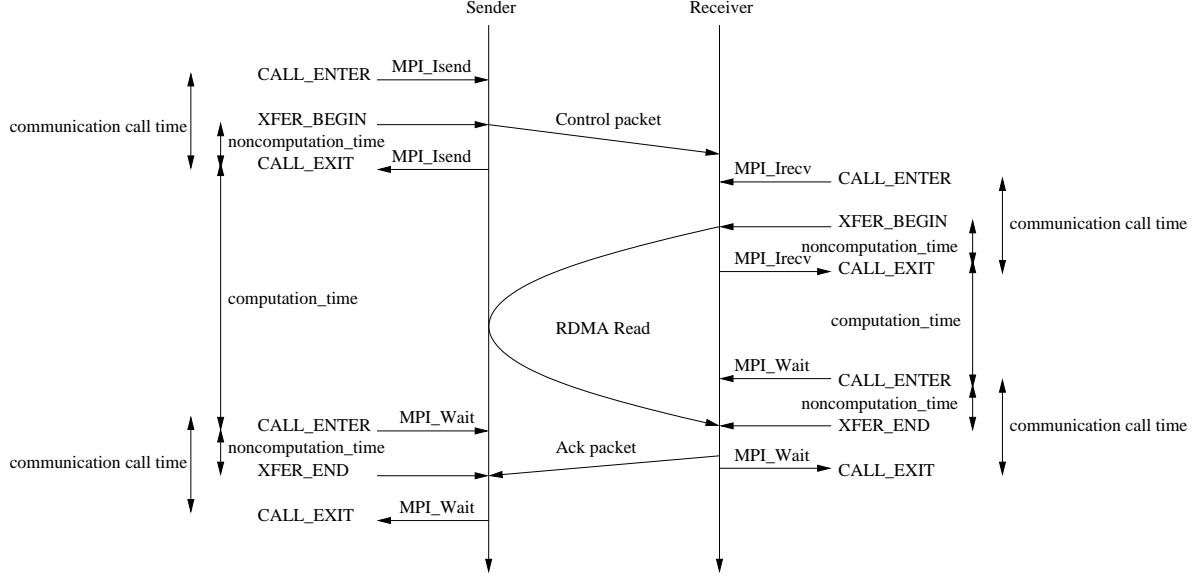 Sender Receiver
CALL_ENTER MPI_Isend
communication call time
XFER_BEGIN Control packet
noncomputation_time
CALL_EXIT MPI_Isend
MPI_Irecv CALL_ENTER
XFER_BEGIN
communication call time
noncomputation_time
MPI_Irecv CALL_EXIT
computation_time
RDMA Read
computation_time
MPI_Wait CALL_ENTER
noncomputation_time
CALL_ENTER MPI_Wait
XFER_END
communication call time
noncomputation_time
Ack packet
communication call time
XFER_END
MPI_Wait CALL_EXIT
CALL_EXIT MPI_Wait